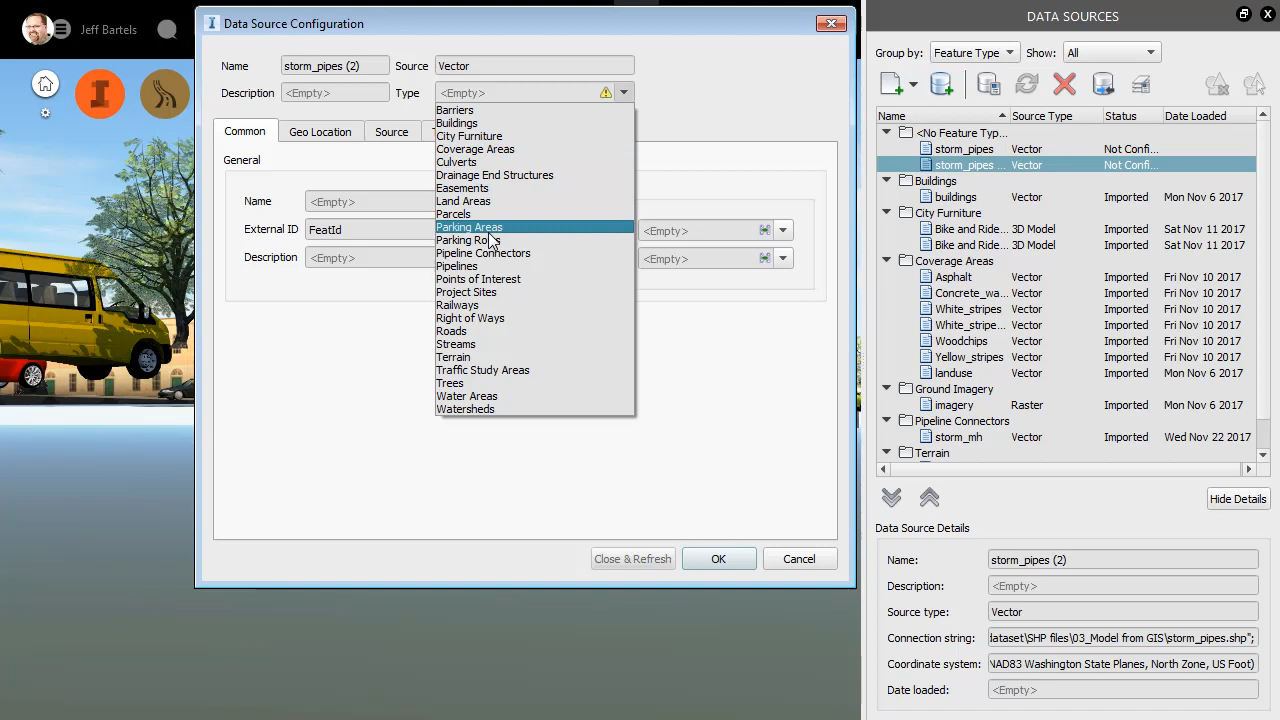 Jeff Bartels
Data Source Configuration
Name
storm_pipes (2)
Source
Vector
Description
<Empty>
Type
<Empty>
Common
Geo Location
Source
General
Name
<Empty>
External ID
FeatId
Description
<Empty>
<Empty>
<Empty>
Barriers
Buildings
City Furniture
Coverage Areas
Culverts
Drainage End Structures
Easements
Land Areas
Parcels
Parking Areas
Parking Rows
Pipeline Connectors
Pipelines
Points of Interest
Project Sites
Railways
Right of Ways
Roads
Streams
Terrain
Traffic Study Areas
Trees
Water Areas
Watersheds
Close & Refresh
OK
Cancel
DATA SOURCES
Group by:
Feature Type
Show:
All
Name Source Type Status Date Loaded
<No Feature Typ...
storm_pipes Vector Not Confi...
storm_pipes ... Vector Not Confi...
Buildings
buildings Vector Imported Mon Nov 6 2017
City Furniture
Bike and Ride... 3D Model Imported Sat Nov 11 2017
Bike and Ride... 3D Model Imported Sat Nov 11 2017
Coverage Areas
Asphalt Vector Imported Fri Nov 10 2017
Concrete_wa... Vector Imported Fri Nov 10 2017
White_stripes Vector Imported Fri Nov 10 2017
White_stripe... Vector Imported Fri Nov 10 2017
Woodchips Vector Imported Fri Nov 10 2017
Yellow_stripes Vector Imported Fri Nov 10 2017
landuse Vector Imported Fri Nov 10 2017
Ground Imagery
imagery Raster Imported Mon Nov 6 2017
Pipeline Connectors
storm_mh Vector Imported Wed Nov 22 2017
Terrain
Hide Details
Data Source Details
Name: storm_pipes (2)
Description: <Empty>
Source type: Vector
Connection string: dataset\SHP files\03_Model from GIS\storm_pipes.shp";
Coordinate system: NAD83 Washington State Planes, North Zone, US Foot)
Date loaded: <Empty>